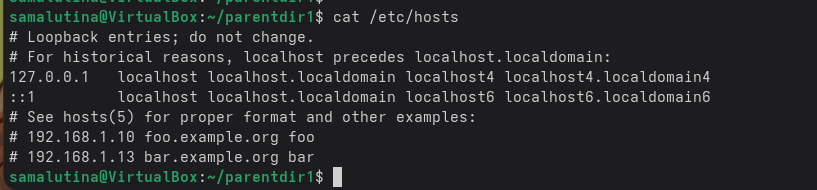 samalutina@VirtualBox:~/parentdir1$ cat /etc/hosts
# Loopback entries; do not change.
# For historical reasons, localhost precedes localhost.localdomain:
127.0.0.1   localhost localhost.localdomain localhost4 localhost4.localdomain4
::1         localhost localhost.localdomain localhost6 localhost6.localdomain6
# See hosts(5) for proper format and other examples:
# 192.168.1.10 foo.example.org foo
# 192.168.1.13 bar.example.org bar
samalutina@VirtualBox:~/parentdir1$